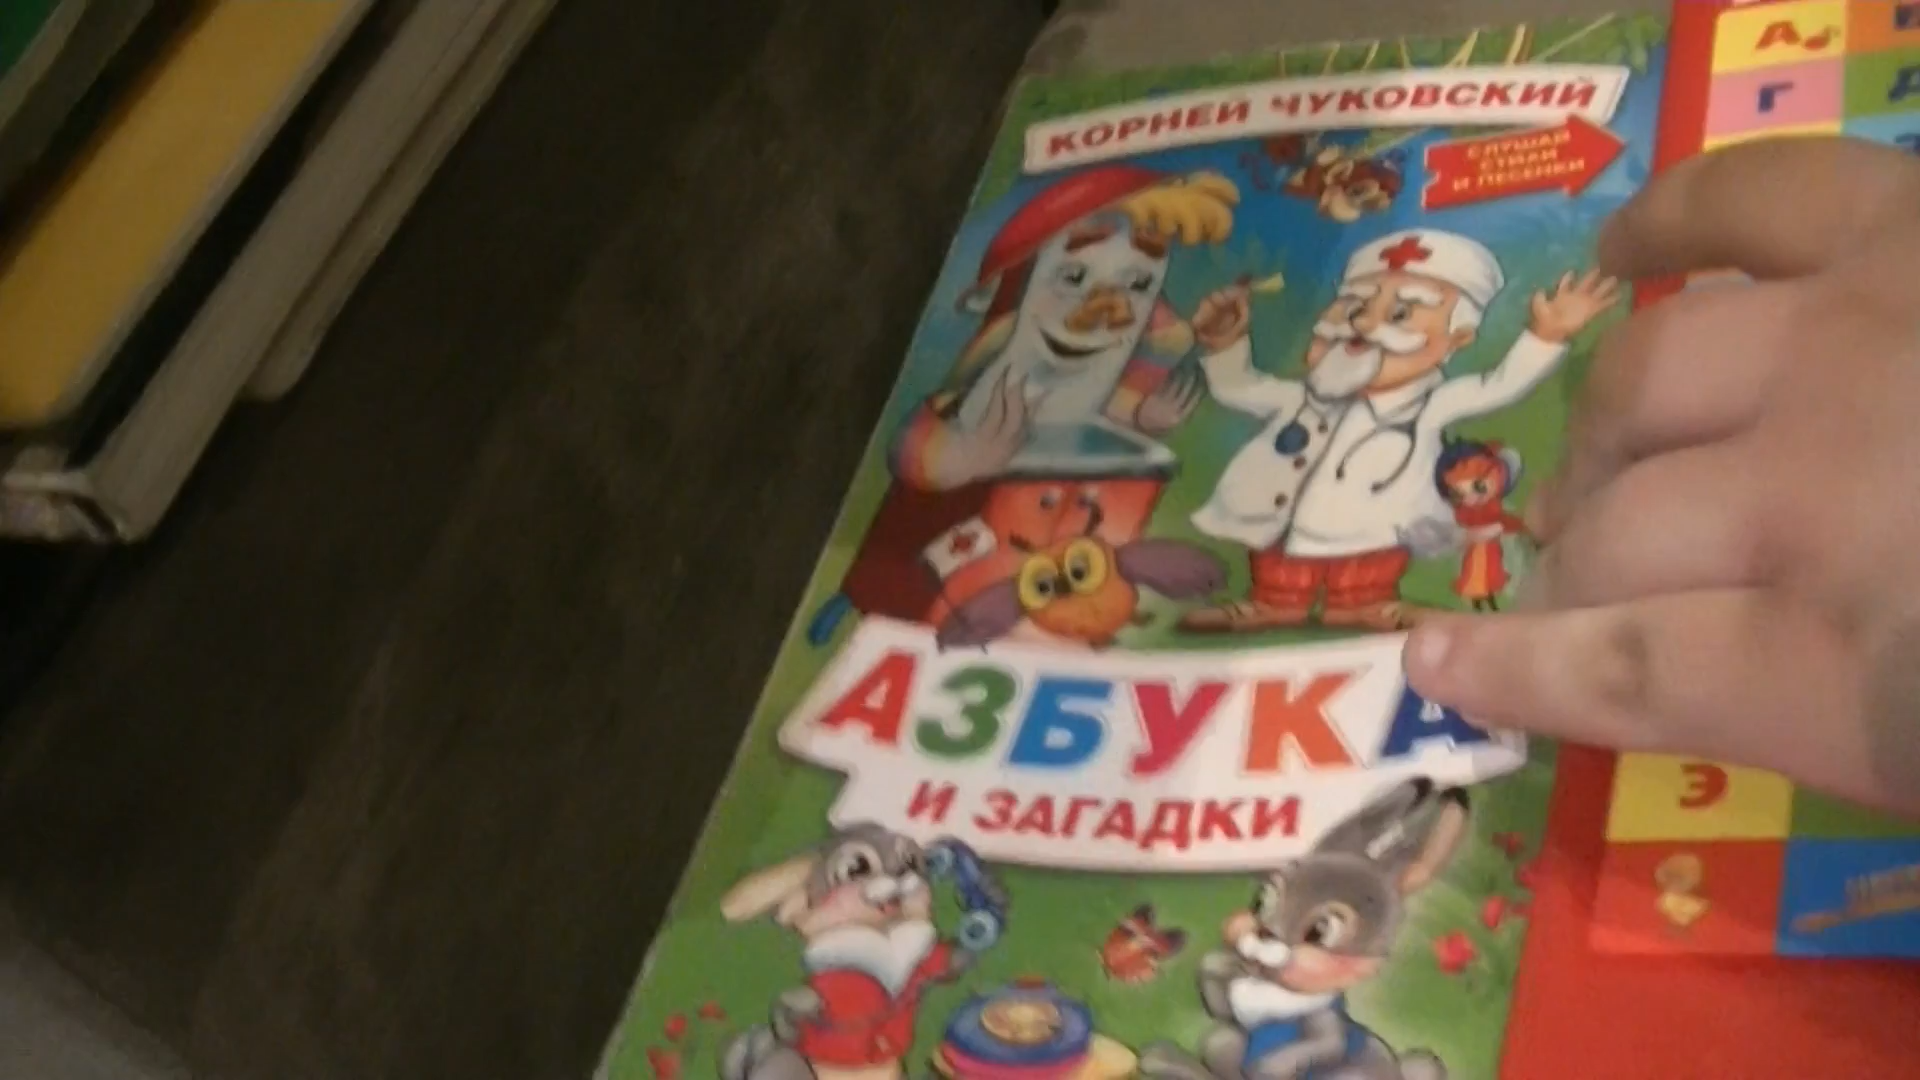 КОРНЕЙ ЧУКОВСКИЙ
СЛУШАЙ
СТИХИ
И ПЕСЕНКИ
АЗБУКА
И ЗАГАДКИ
А
Г
Э